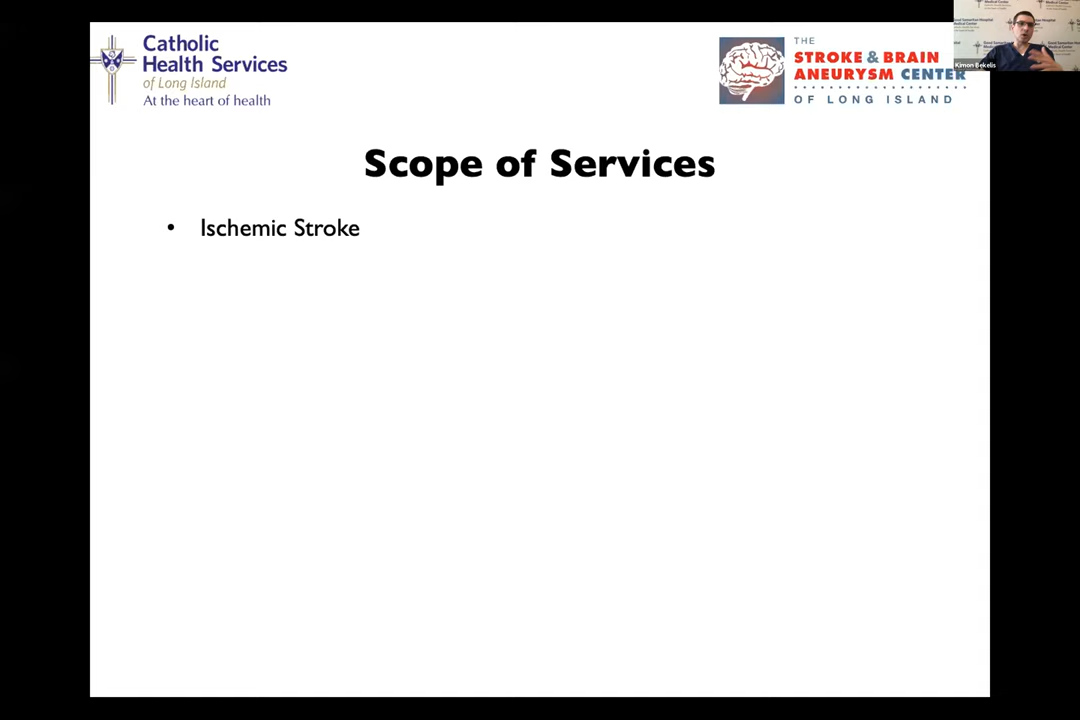 Catholic
Health Services
of Long Island
At the heart of health
THE
STROKE & BRAIN
ANEURYSM CENTER
OF LONG ISLAND
Kimon Bekelis
Scope of Services
• Ischemic Stroke